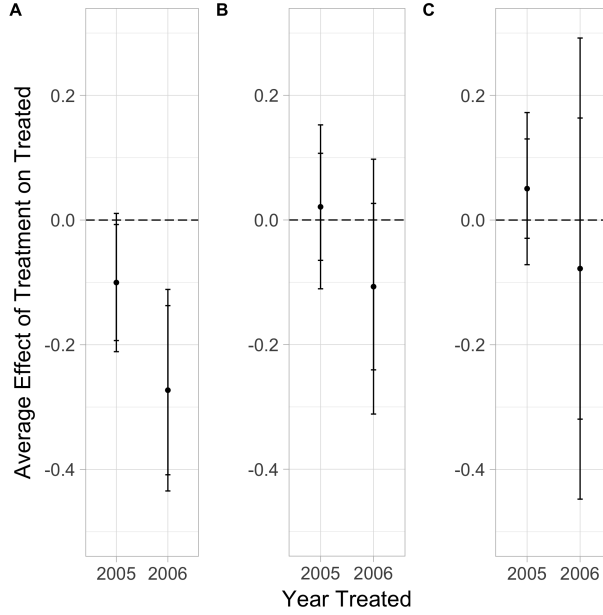 A B C
Average Effect of Treatment on Treated
0.2 0.2 0.2
0.0 0.0 0.0
-0.2 -0.2 -0.2
-0.4 -0.4 -0.4
2005 2006 2005 2006 2005 2006
Year Treated